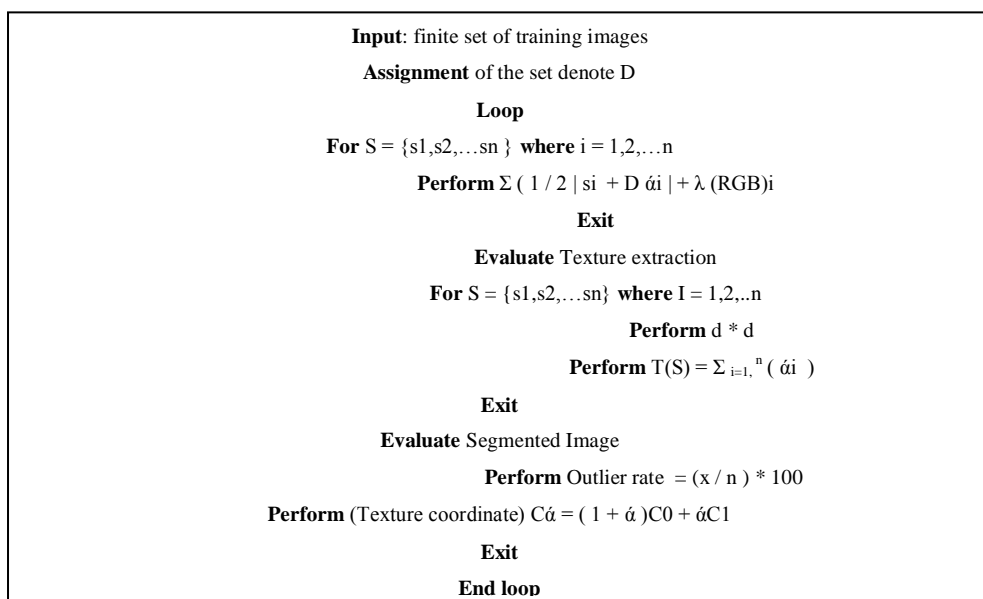 Input: finite set of training images
Assignment of the set denote D
Loop
For S = {s1,s2,…sn } where i = 1,2,…n
Perform Σ ( 1 / 2 | si + D άi | + λ (RGB)i
Exit
Evaluate Texture extraction
For S = {s1,s2,…sn} where I = 1,2,..n
Perform d * d
Perform T(S) = Σ i=1, n ( άi )
Exit
Evaluate Segmented Image
Perform Outlier rate = (x / n ) * 100
Perform (Texture coordinate) Cά = ( 1 + ά )C0 + άC1
Exit
End loop